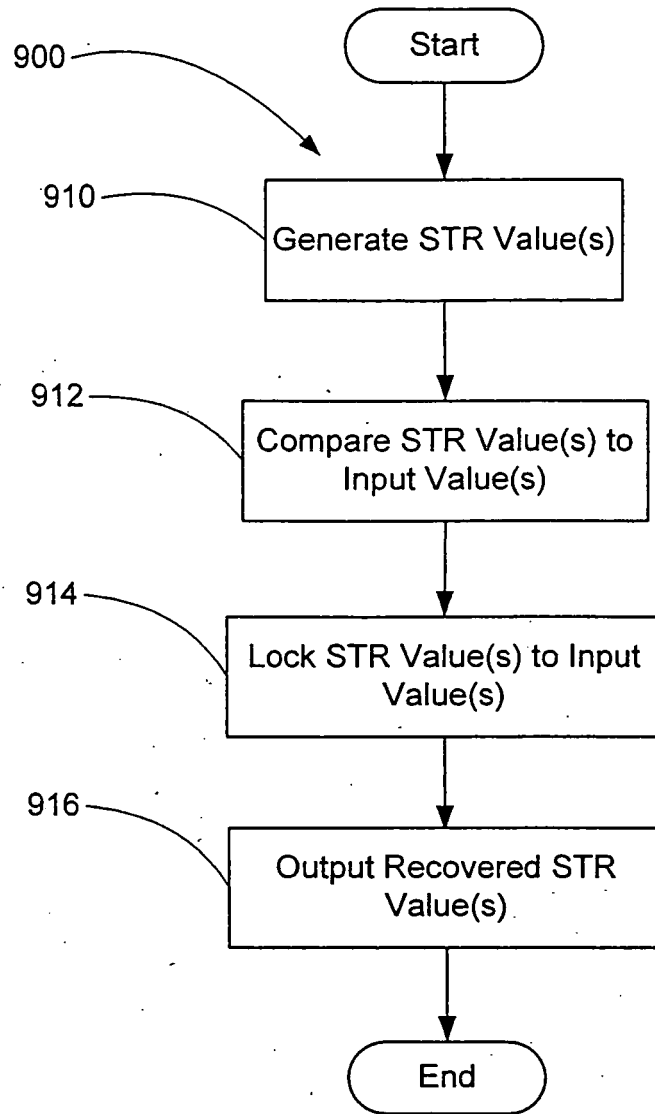 Start
900
910
Generate STR Value(s)
912
Compare STR Value(s) to
Input Value(s)
914
Lock STR Value(s) to Input
Value(s)
916
Output Recovered STR
Value(s)
End